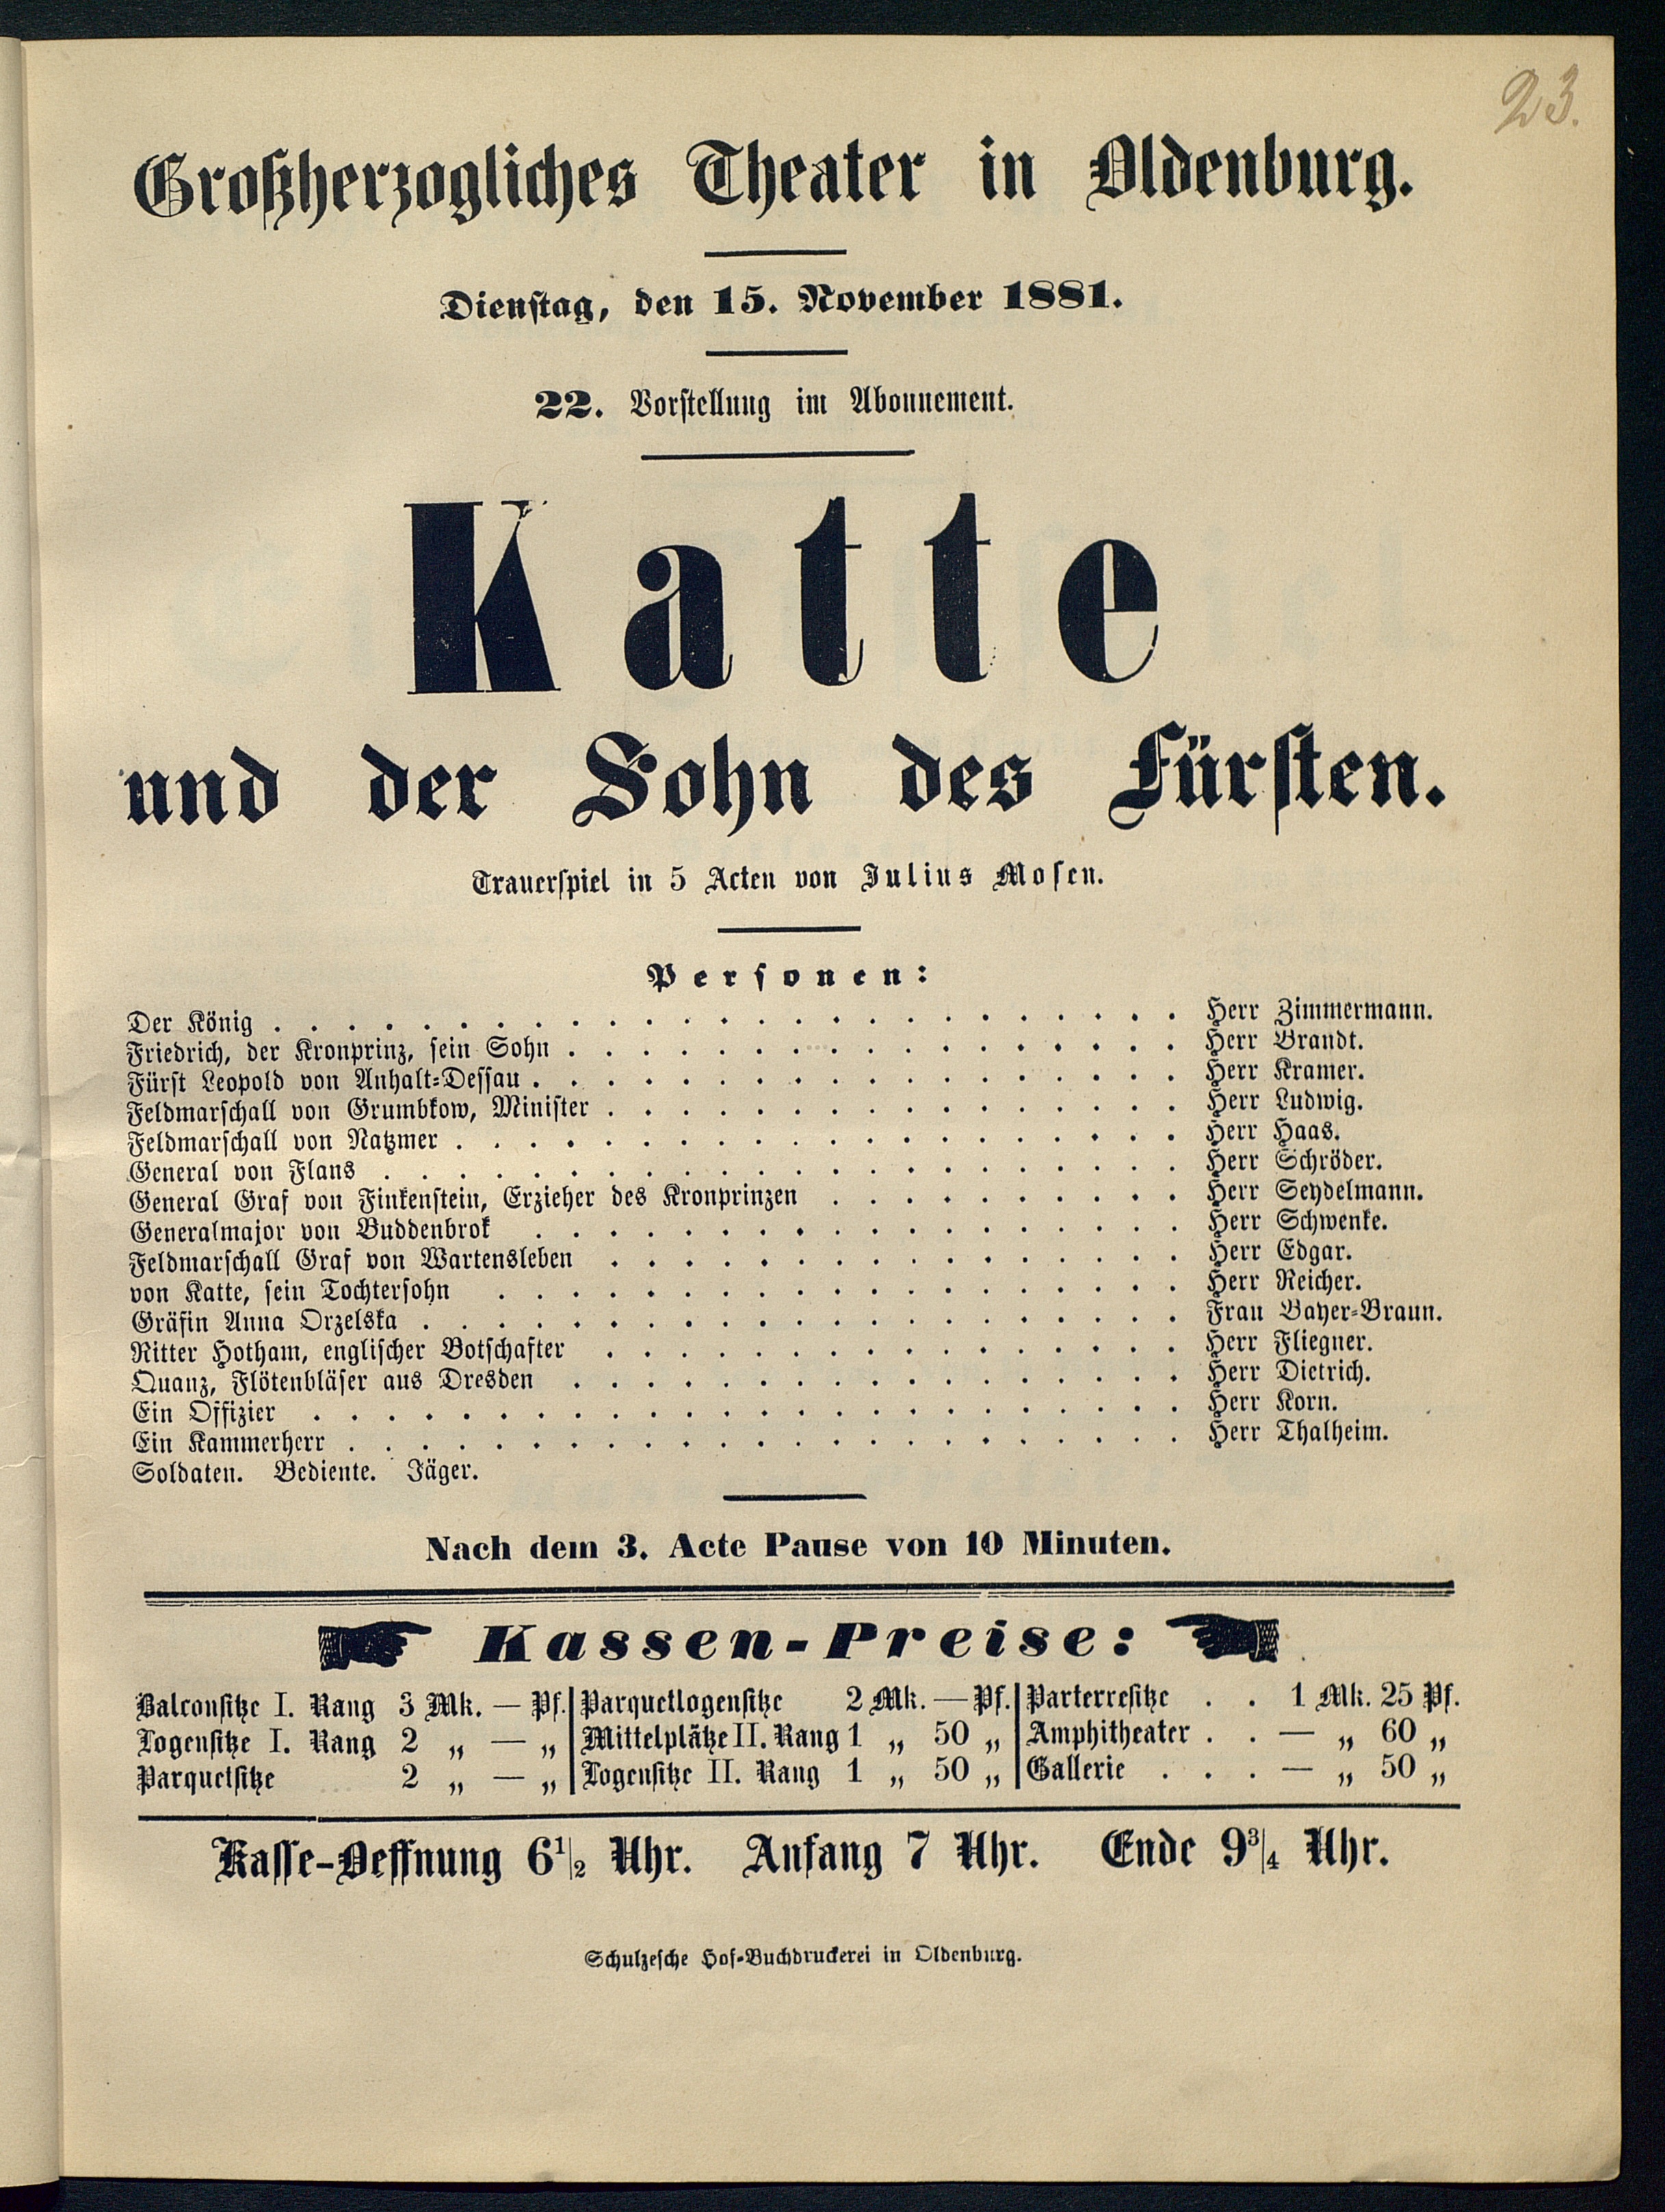 23.
Großherzogliches Theater in Oldenburg.
Dienstag, den 15. November 1881.
22. Vorstellung im Abonnement.
Katte
und der Sohn des Fürsten.
Trauerspiel in 5 Acten von Julius Mosen.
Personen:
Der König . . . . . . . . . . Herr Zimmermann.
Friedrich, der Kronprinz, sein Sohn . . . . . . . . . . Herr Brandt.
Fürst Leopold von Anhalt-Dessau . . . . . . . . . . Herr Kramer.
Feldmarschall von Grumbkow, Minister . . . . . . . . . . Herr Ludwig.
Feldmarschall von Natzmer . . . . . . . . . . Herr Haas.
General von Flans . . . . . . . . . . Herr Schröder.
General Graf von Finkenstein, Erzieher des Kronprinzen . . . . . . . . . . Herr Seydelmann.
Generalmajor von Buddenbrok . . . . . . . . . . Herr Schwenke.
Feldmarschall Graf von Wartensleben . . . . . . . . . . Herr Edgar.
von Katte, sein Tochtersohn . . . . . . . . . . Herr Reicher.
Gräfin Anna Orzelska . . . . . . . . . . Frau Bayer-Braun.
Ritter Hotham, englischer Botschafter . . . . . . . . . . Herr Fliegner.
Quanz, Flötenbläser aus Dresden . . . . . . . . . . Herr Dietrich.
Ein Offizier . . . . . . . . . . Herr Korn.
Ein Kammerherr . . . . . . . . . . Herr Thalheim.
Soldaten. Bediente. Jäger.
Nach dem 3. Acte Pause von 10 Minuten.
Kassen-Preise:
Balconsitze I. Rang 3 Mk. — Pf. | Parquetlogensitze 2 Mk. — Pf. | Parterresitze . . 1 Mk. 25 Pf.
Logensitze I. Rang 2 „ — „ | Mittelplätze II. Rang 1 „ 50 „ | Amphitheater . . — „ 60 „
Parquetsitze 2 „ — „ | Logensitze II. Rang 1 „ 50 „ | Gallerie . . . — „ 50 „
Kasse-Oeffnung 6½ Uhr. Anfang 7 Uhr. Ende 9¾ Uhr.
Schulzesche Hof-Buchdruckerei in Oldenburg.